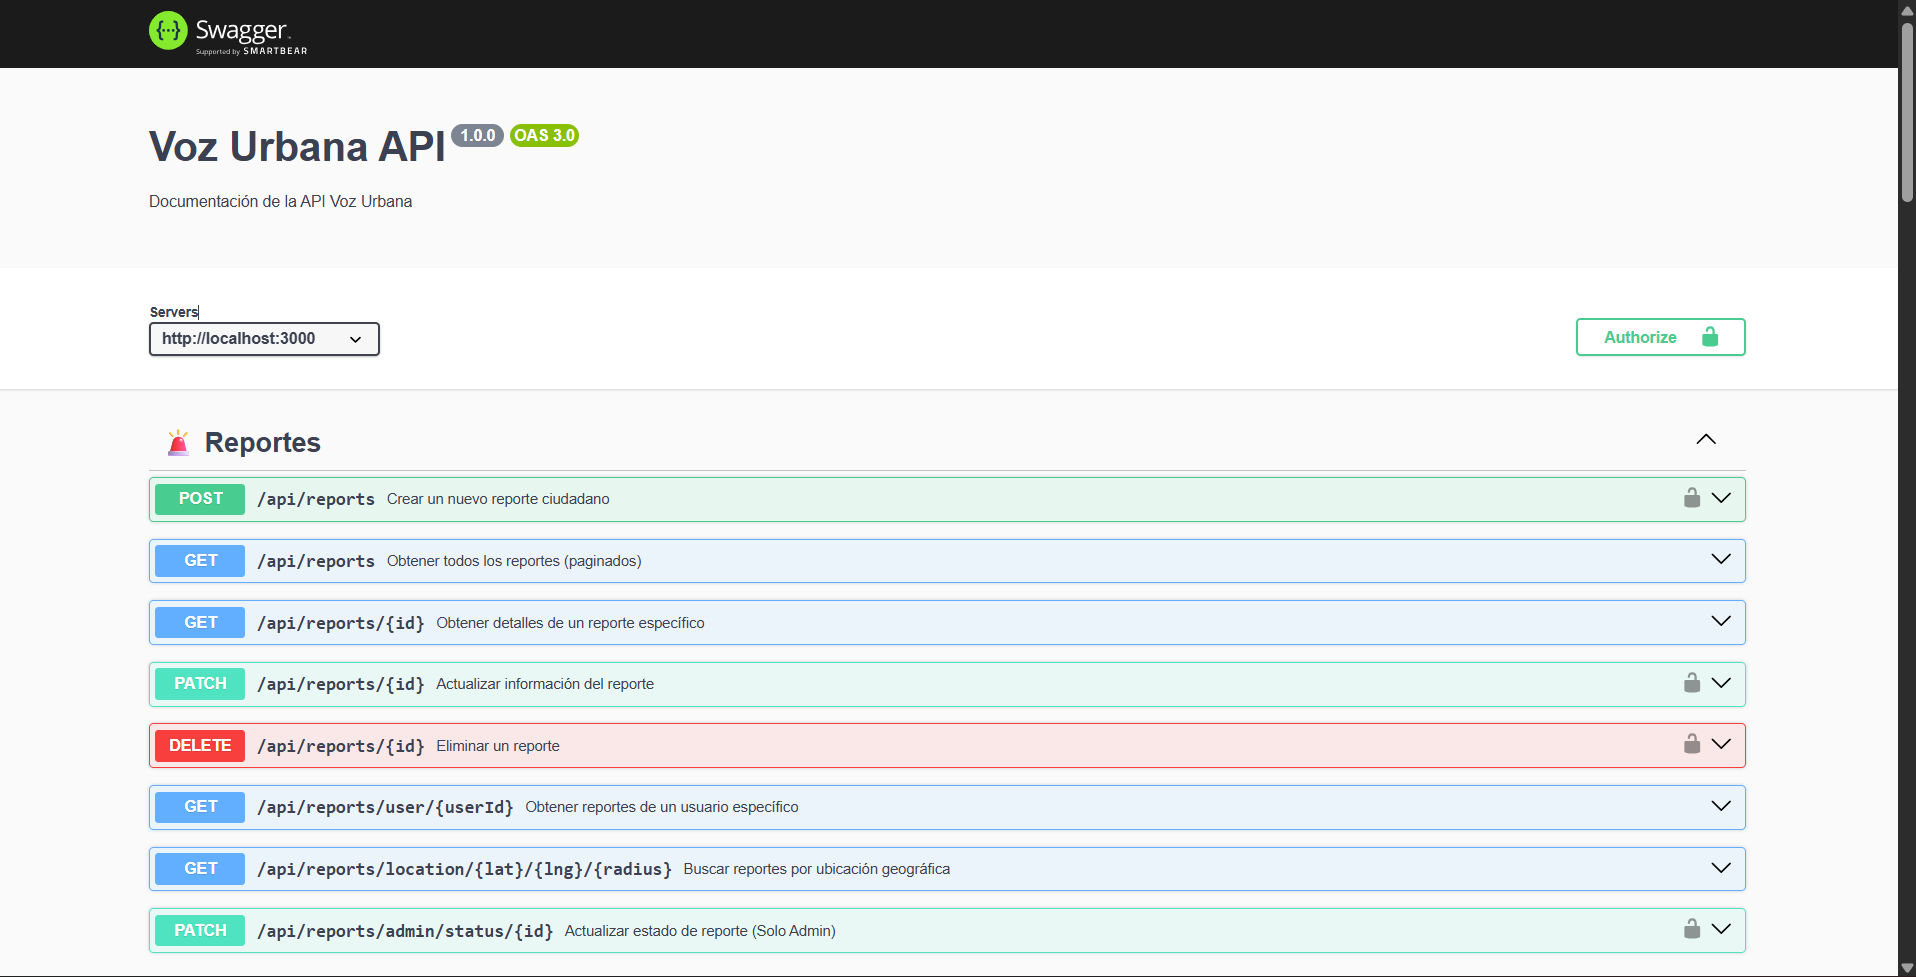 Swagger
Supported by SMARTBEAR
Voz Urbana API 1.0.0 OAS 3.0
Documentación de la API Voz Urbana
Servers
http://localhost:3000
Authorize
Reportes
POST /api/reports Crear un nuevo reporte ciudadano
GET /api/reports Obtener todos los reportes (paginados)
GET /api/reports/{id} Obtener detalles de un reporte específico
PATCH /api/reports/{id} Actualizar información del reporte
DELETE /api/reports/{id} Eliminar un reporte
GET /api/reports/user/{userId} Obtener reportes de un usuario específico
GET /api/reports/location/{lat}/{lng}/{radius} Buscar reportes por ubicación geográfica
PATCH /api/reports/admin/status/{id} Actualizar estado de reporte (Solo Admin)